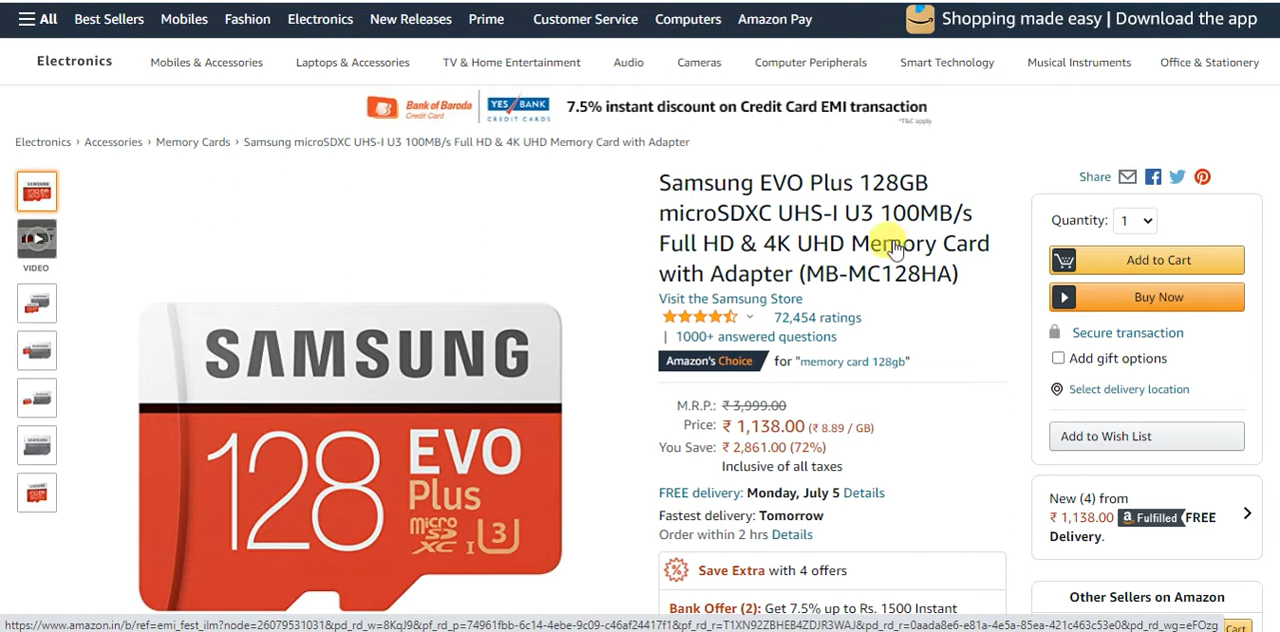 All Best Sellers Mobiles Fashion Electronics New Releases Prime Customer Service Computers Amazon Pay Shopping made easy | Download the app
Electronics Mobiles & Accessories Laptops & Accessories TV & Home Entertainment Audio Cameras Computer Peripherals Smart Technology Musical Instruments Office & Stationery
Bank of Baroda Credit Card YES BANK CREDIT CARDS 7.5% instant discount on Credit Card EMI transaction
*T&C apply
Electronics › Accessories › Memory Cards › Samsung microSDXC UHS-I U3 100MB/s Full HD & 4K UHD Memory Card with Adapter
VIDEO
SAMSUNG
128 EVO
Plus
micro SD XC I U3
Samsung EVO Plus 128GB
microSDXC UHS-I U3 100MB/s
Full HD & 4K UHD Memory Card
with Adapter (MB-MC128HA)
Visit the Samsung Store
72,454 ratings
| 1000+ answered questions
Amazon's Choice for "memory card 128gb"
M.R.P.: ₹ 3,999.00
Price: ₹ 1,138.00 (₹ 8.89 / GB)
You Save: ₹ 2,861.00 (72%)
Inclusive of all taxes
FREE delivery: Monday, July 5 Details
Fastest delivery: Tomorrow
Order within 2 hrs Details
Save Extra with 4 offers
Bank Offer (2): Get 7.5% up to Rs. 1500 Instant
Share
Quantity: 1
Add to Cart
Buy Now
Secure transaction
Add gift options
Select delivery location
Add to Wish List
New (4) from
₹ 1,138.00 a Fulfilled FREE
Delivery.
Other Sellers on Amazon
Cart